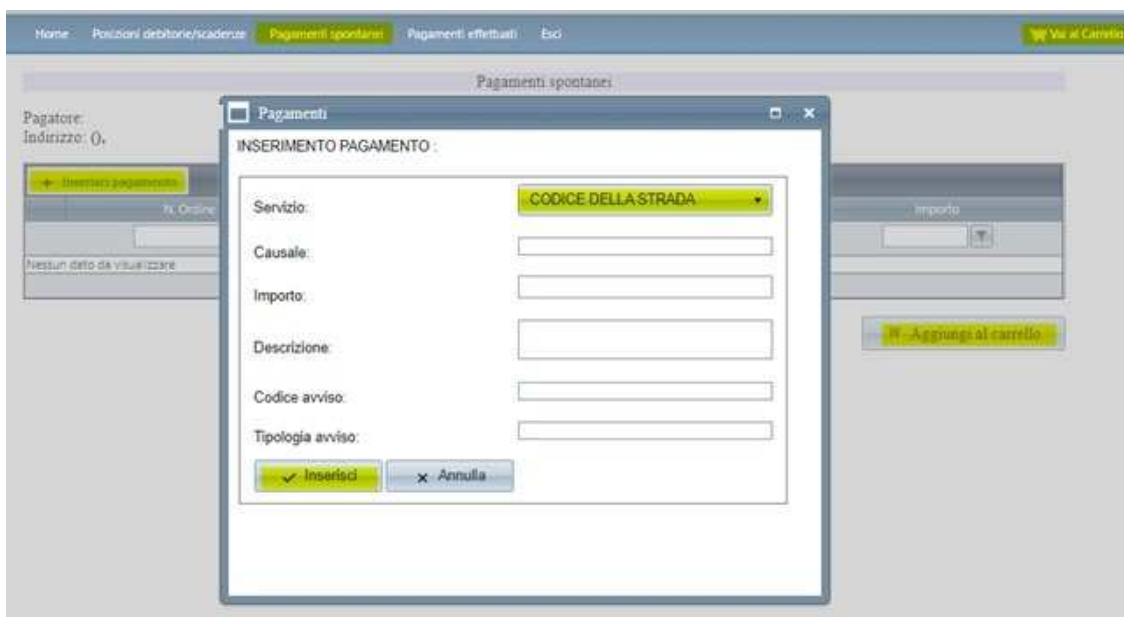 Home Posizioni debitorie/scadenze Pagamenti spontanei Pagamenti effettuati Esci Vai al Carrello
Pagamenti spontanei
Pagatore:
Indirizzo: (),
+ Inserisci pagamento
N. Ordine Importo
Nessun dato da visualizzare
Aggiungi al carrello
Pagamenti
INSERIMENTO PAGAMENTO :
Servizio: CODICE DELLA STRADA
Causale:
Importo:
Descrizione:
Codice avviso:
Tipologia avviso:
Inserisci Annulla